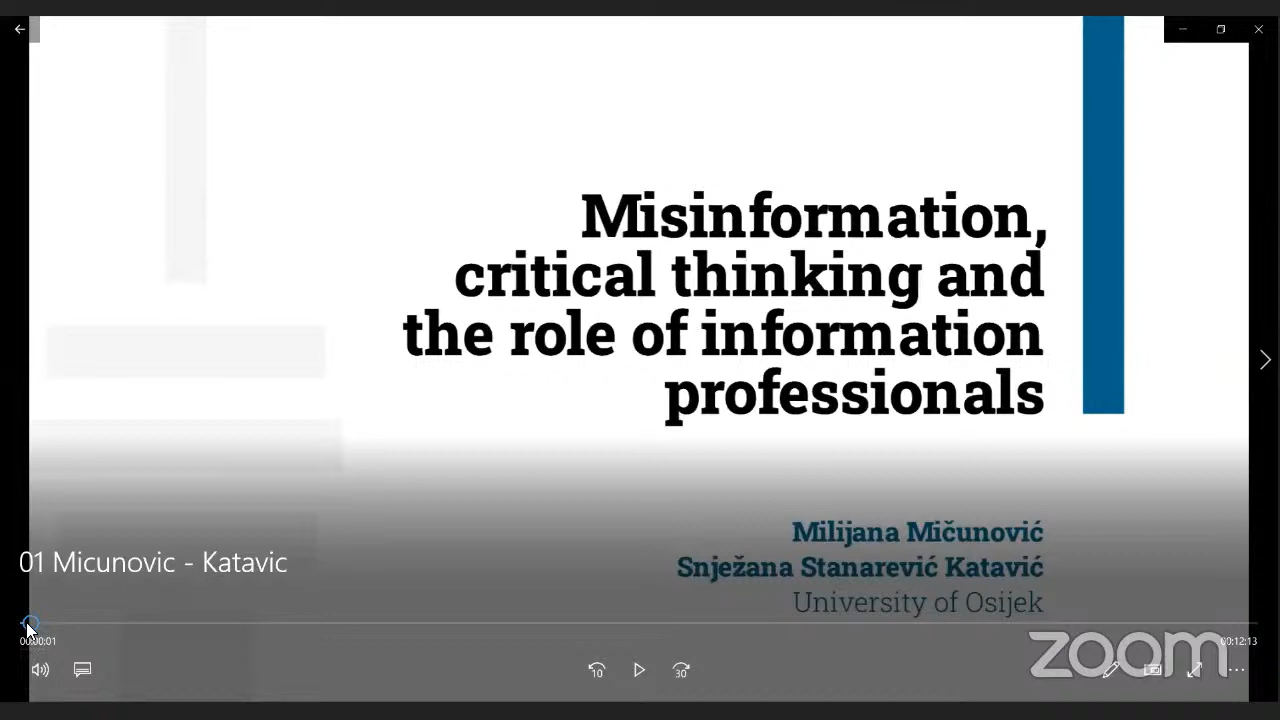 Misinformation,
critical thinking and
the role of information
professionals
Milijana Mičunović
Snježana Stanarević Katavić
University of Osijek
01 Micunovic - Katavic
00:00:01
00:12:13
10
30
zoom